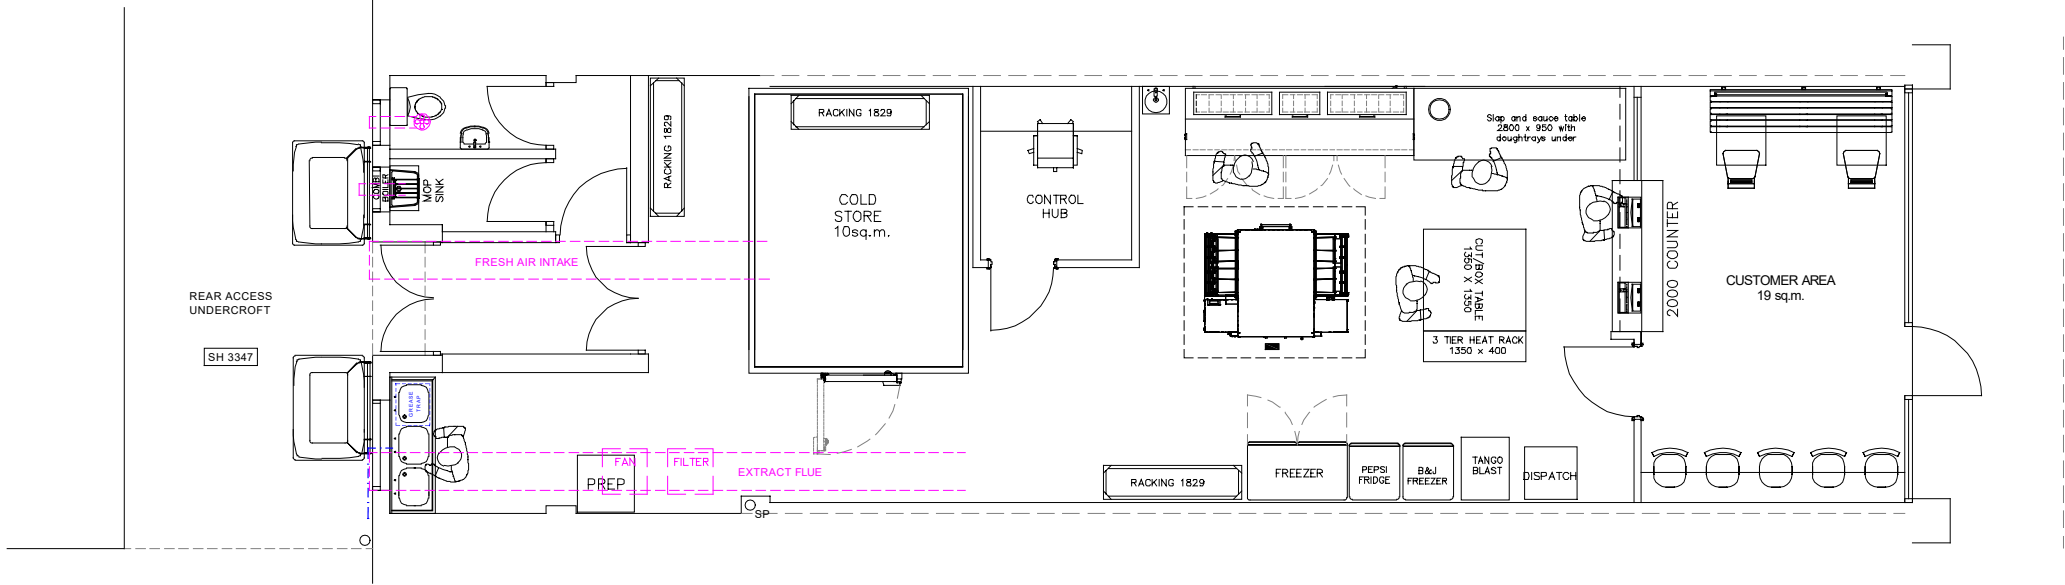 REAR ACCESS
UNDERCROFT
SH 3347
COMBI
BOILER
MOP
SINK
FRESH AIR INTAKE
GREASE
TRAP
FAN
FILTER
EXTRACT FLUE
PREP
SP
RACKING 1829
RACKING 1829
COLD
STORE
10sq.m.
CONTROL
HUB
Slap and sauce table
2800 x 950 with
doughtrays under
CUT/BOX TABLE
1350 X 1350
3 TIER HEAT RACK
1350 x 400
2000 COUNTER
CUSTOMER AREA
19 sq.m.
RACKING 1829
FREEZER
PEPSI
FRIDGE
B&J
FREEZER
TANGO
BLAST
DISPATCH